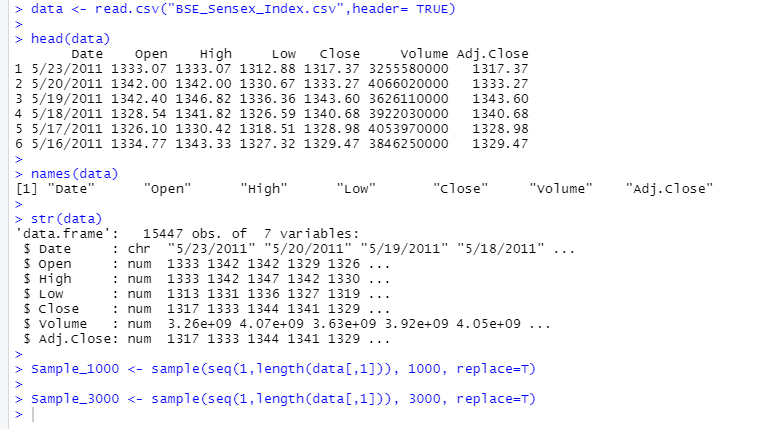 > data <- read.csv("BSE_Sensex_Index.csv",header= TRUE)
>
> head(data)
       Date    Open    High     Low   Close     Volume Adj.Close
1 5/23/2011 1333.07 1333.07 1312.88 1317.37 3255580000   1317.37
2 5/20/2011 1342.00 1342.00 1330.67 1333.27 4066020000   1333.27
3 5/19/2011 1342.40 1346.82 1336.36 1343.60 3626110000   1343.60
4 5/18/2011 1328.54 1341.82 1326.59 1340.68 3922030000   1340.68
5 5/17/2011 1326.10 1330.42 1318.51 1328.98 4053970000   1328.98
6 5/16/2011 1334.77 1343.33 1327.32 1329.47 3846250000   1329.47
>
> names(data)
[1] "Date"      "Open"      "High"      "Low"       "Close"     "Volume"    "Adj.Close"
>
> str(data)
'data.frame':   15447 obs. of  7 variables:
 $ Date     : chr  "5/23/2011" "5/20/2011" "5/19/2011" "5/18/2011" ...
 $ Open     : num  1333 1342 1342 1329 1326 ...
 $ High     : num  1333 1342 1347 1342 1330 ...
 $ Low      : num  1313 1331 1336 1327 1319 ...
 $ Close    : num  1317 1333 1344 1341 1329 ...
 $ Volume   : num  3.26e+09 4.07e+09 3.63e+09 3.92e+09 4.05e+09 ...
 $ Adj.Close: num  1317 1333 1344 1341 1329 ...
>
> Sample_1000 <- sample(seq(1,length(data[,1])), 1000, replace=T)
>
> Sample_3000 <- sample(seq(1,length(data[,1])), 3000, replace=T)
>